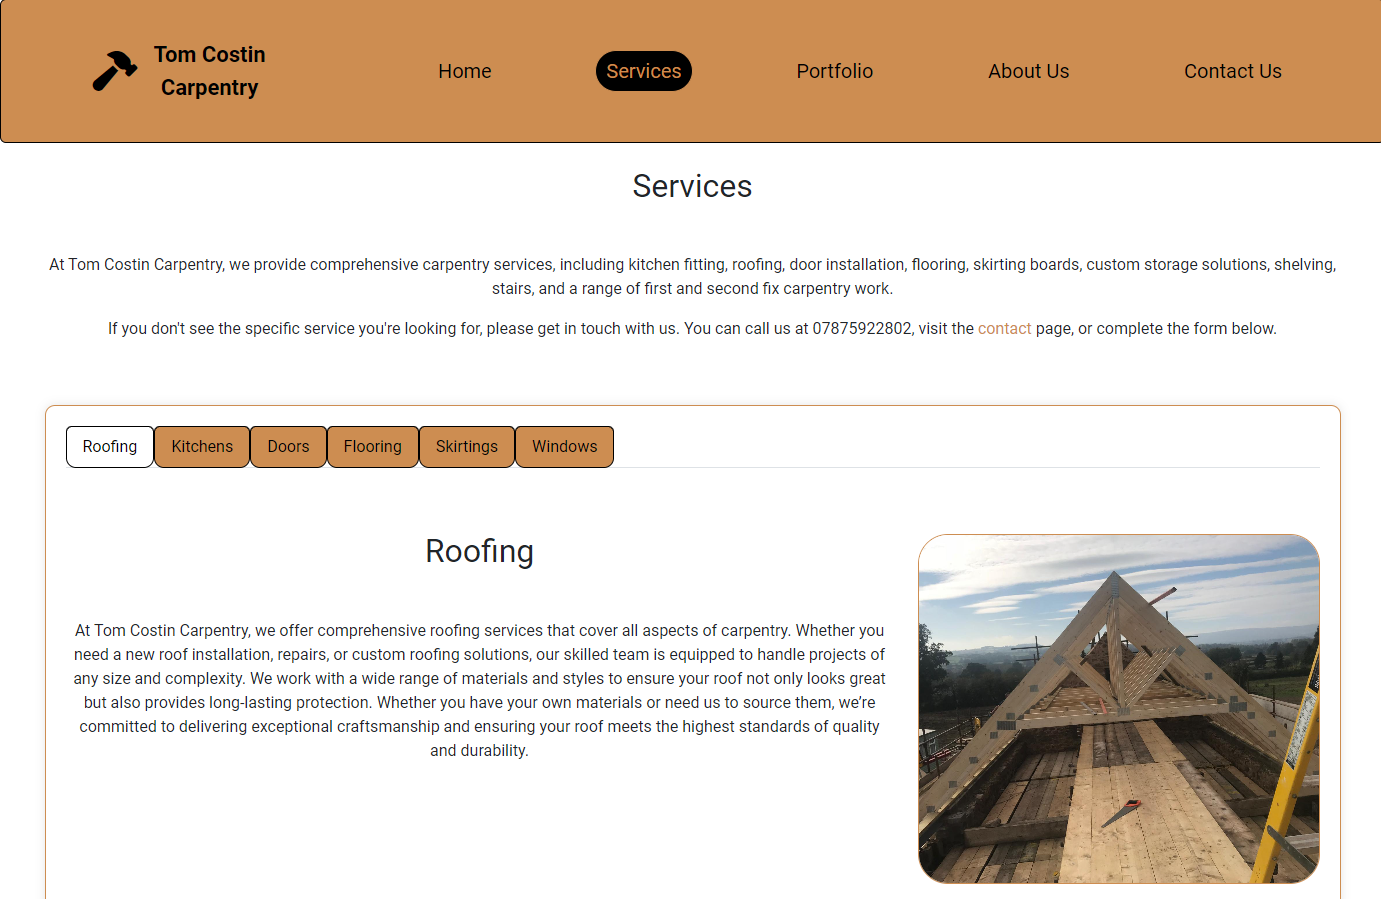 Tom Costin
Carpentry
Home
Services
Portfolio
About Us
Contact Us
Services
At Tom Costin Carpentry, we provide comprehensive carpentry services, including kitchen fitting, roofing, door installation, flooring, skirting boards, custom storage solutions, shelving,
stairs, and a range of first and second fix carpentry work.
If you don't see the specific service you're looking for, please get in touch with us. You can call us at 07875922802, visit the contact page, or complete the form below.
Roofing
Kitchens
Doors
Flooring
Skirtings
Windows
Roofing
At Tom Costin Carpentry, we offer comprehensive roofing services that cover all aspects of carpentry. Whether you
need a new roof installation, repairs, or custom roofing solutions, our skilled team is equipped to handle projects of
any size and complexity. We work with a wide range of materials and styles to ensure your roof not only looks great
but also provides long-lasting protection. Whether you have your own materials or need us to source them, we’re
committed to delivering exceptional craftsmanship and ensuring your roof meets the highest standards of quality
and durability.